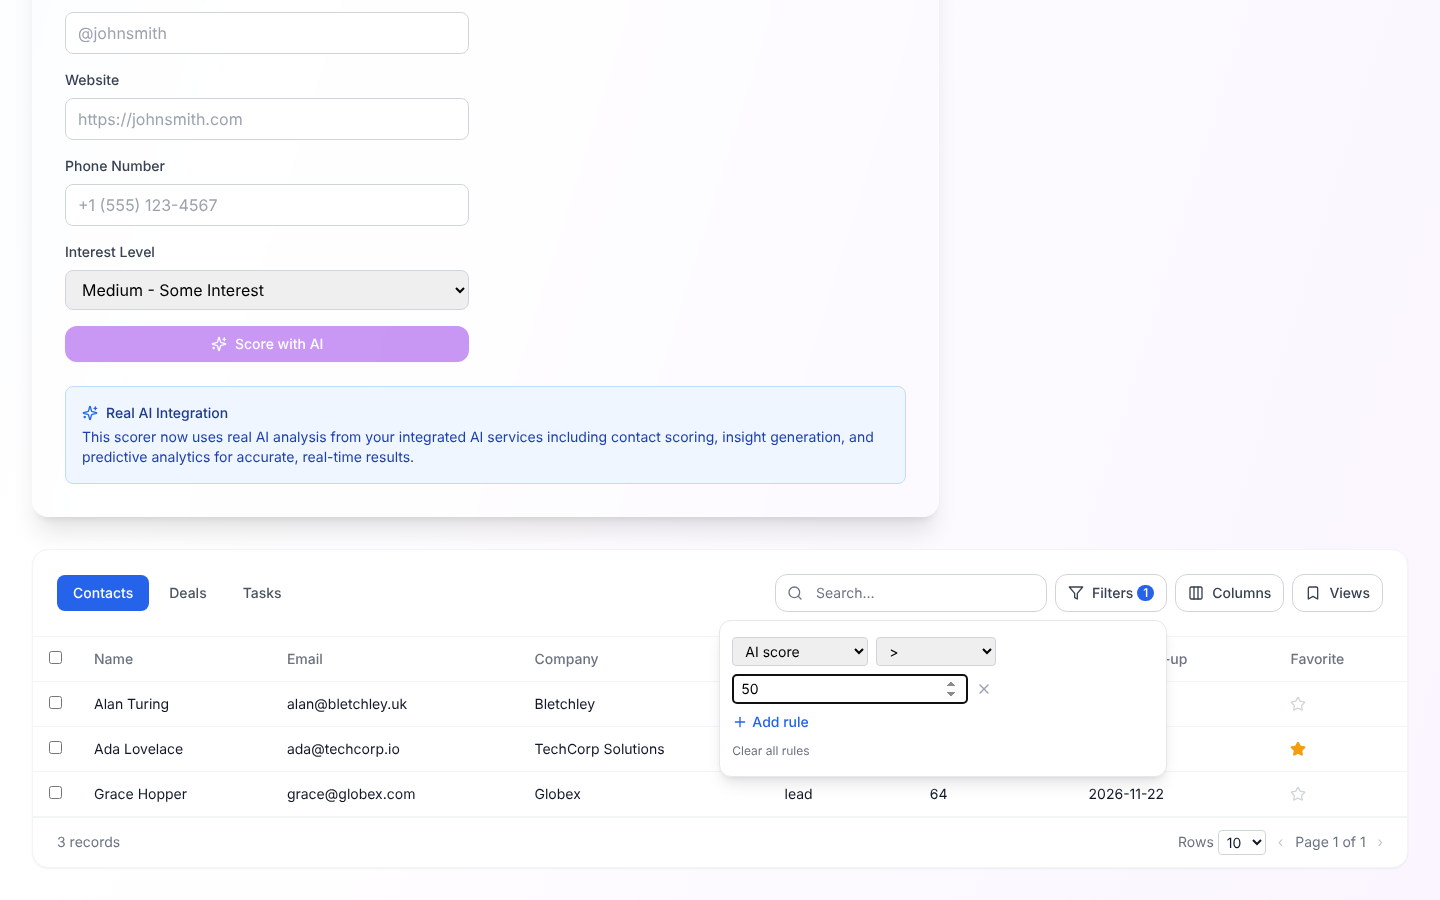 @johnsmith
Website
https://johnsmith.com
Phone Number
+1 (555) 123-4567
Interest Level
Medium - Some Interest
Score with AI
Real AI Integration
This scorer now uses real AI analysis from your integrated AI services including contact scoring, insight generation, and
predictive analytics for accurate, real-time results.
Contacts Deals Tasks Search... Filters 1 Columns Views
AI score >
50
+ Add rule
Clear all rules
Name Email Company -up Favorite
Alan Turing alan@bletchley.uk Bletchley
Ada Lovelace ada@techcorp.io TechCorp Solutions
Grace Hopper grace@globex.com Globex lead 64 2026-11-22
3 records Rows 10 ‹ Page 1 of 1 ›